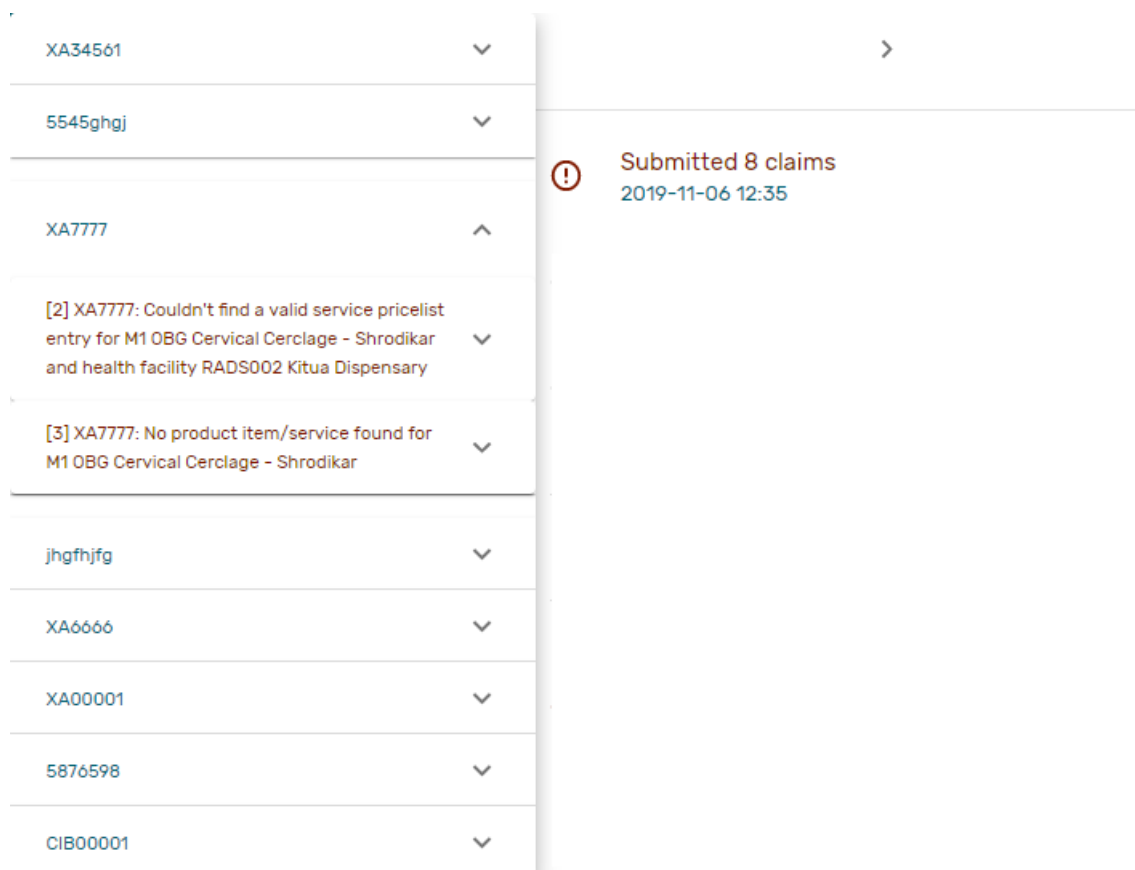 XA34561
5545ghgj
XA7777
[2] XA7777: Couldn't find a valid service pricelist
entry for M1 OBG Cervical Cerclage - Shrodikar
and health facility RADS002 Kitua Dispensary
[3] XA7777: No product item/service found for
M1 OBG Cervical Cerclage - Shrodikar
jhgfhjfg
XA6666
XA00001
5876598
CIB00001
Submitted 8 claims
2019-11-06 12:35